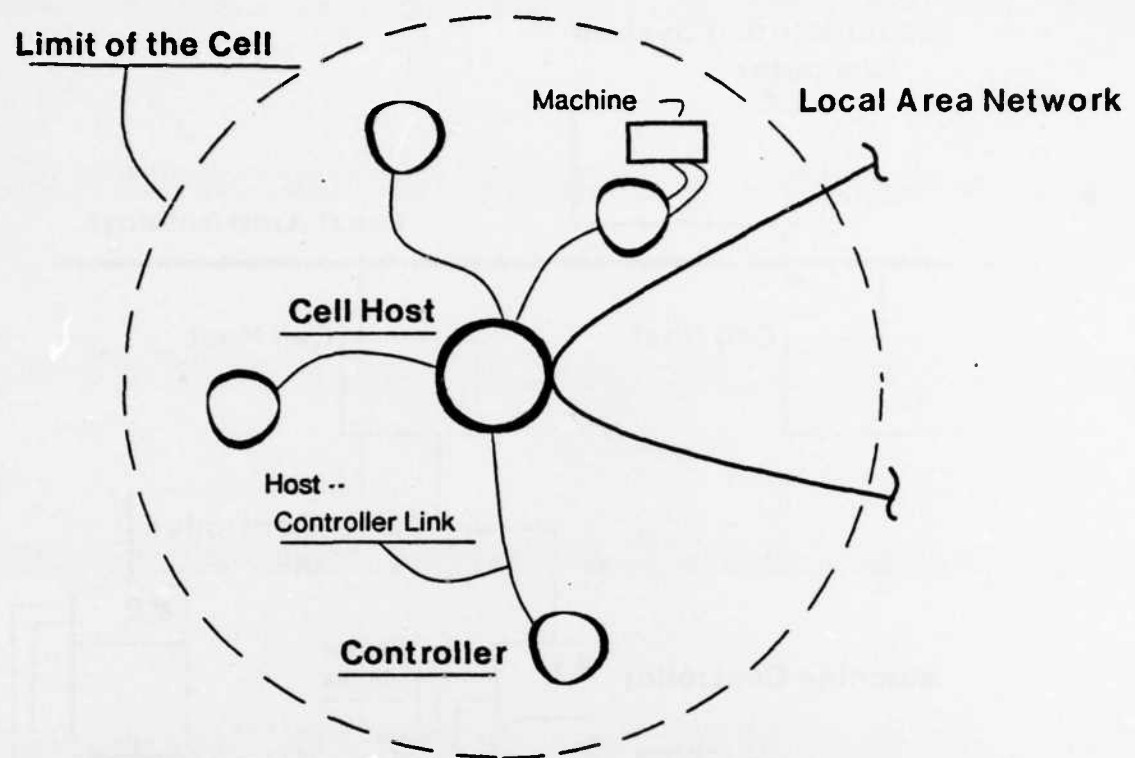 Limit of the Cell
Machine
Local Area Network
Cell Host
Host --
Controller Link
Controller